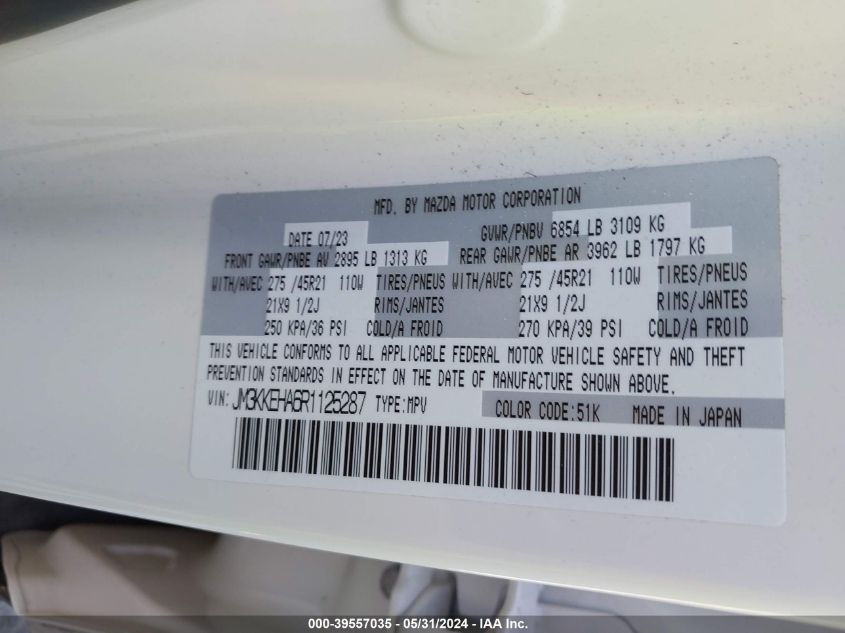 MFD. BY MAZDA MOTOR CORPORATION
DATE 07/23 GVWR/PNBV 6854 LB 3109 KG
FRONT GAWR/PNBE AV 2895 LB 1313 KG REAR GAWR/PNBE AR 3962 LB 1797 KG
WITH/AVEC 275 /45R21 110W TIRES/PNEUS WITH/AVEC 275 /45R21 110W TIRES/PNEUS
21X9 1/2J RIMS/JANTES 21X9 1/2J RIMS/JANTES
250 KPA/36 PSI COLD/A FROID 270 KPA/39 PSI COLD/A FROID
THIS VEHICLE CONFORMS TO ALL APPLICABLE FEDERAL MOTOR VEHICLE SAFETY AND THEFT
PREVENTION STANDARDS IN EFFECT ON THE DATE OF MANUFACTURE SHOWN ABOVE.
VIN: JM3KKEHA6R1125287 TYPE:MPV COLOR CODE:51K MADE IN JAPAN
000-39557035 - 05/31/2024 - IAA Inc.